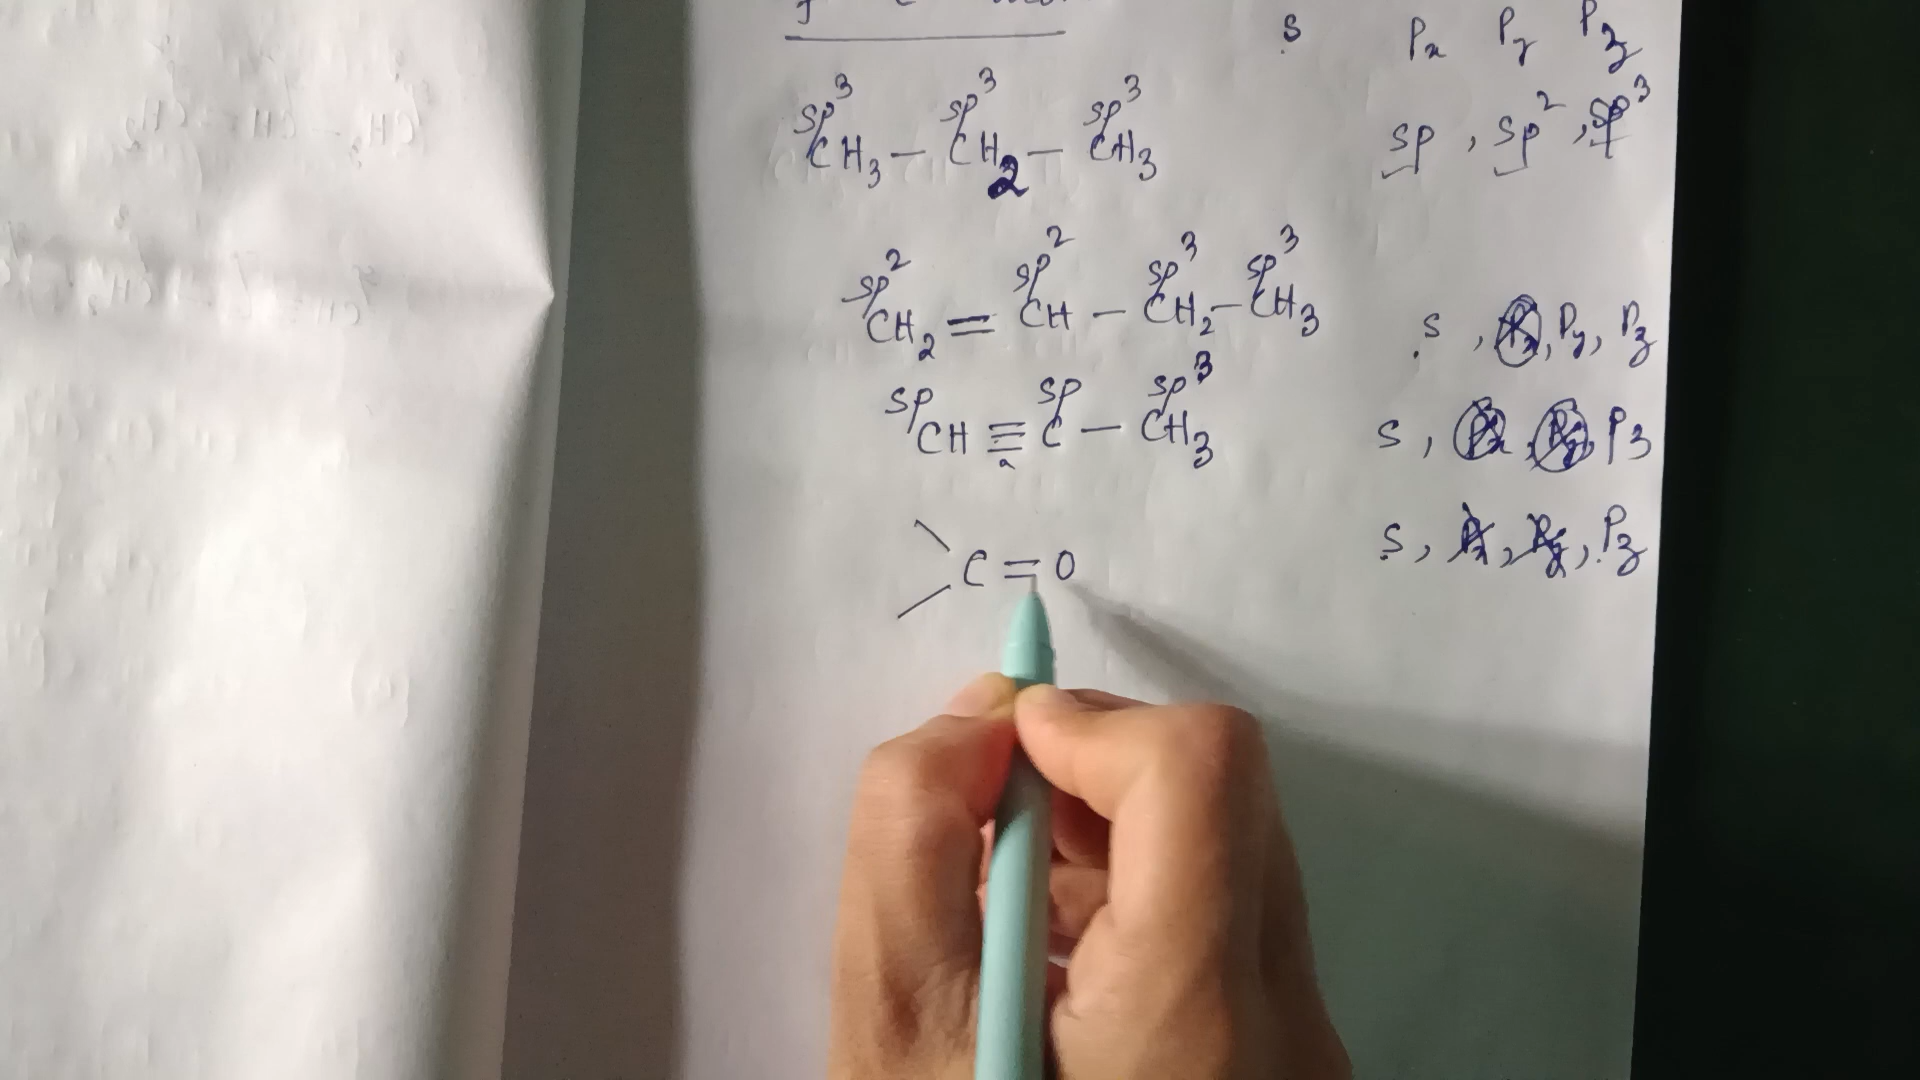 s Px Py Pz
sp³ sp³ sp³
CH₃ — CH₂ — CH₃
sp, sp², sp³
sp² sp² sp³ sp³
CH₂ = CH — CH₂ — CH₃
s, Px, Py, Pz
sp sp sp³
CH ≡ C — CH₃
s, Px, Py, Pz
C = O
s, Px, Py, Pz